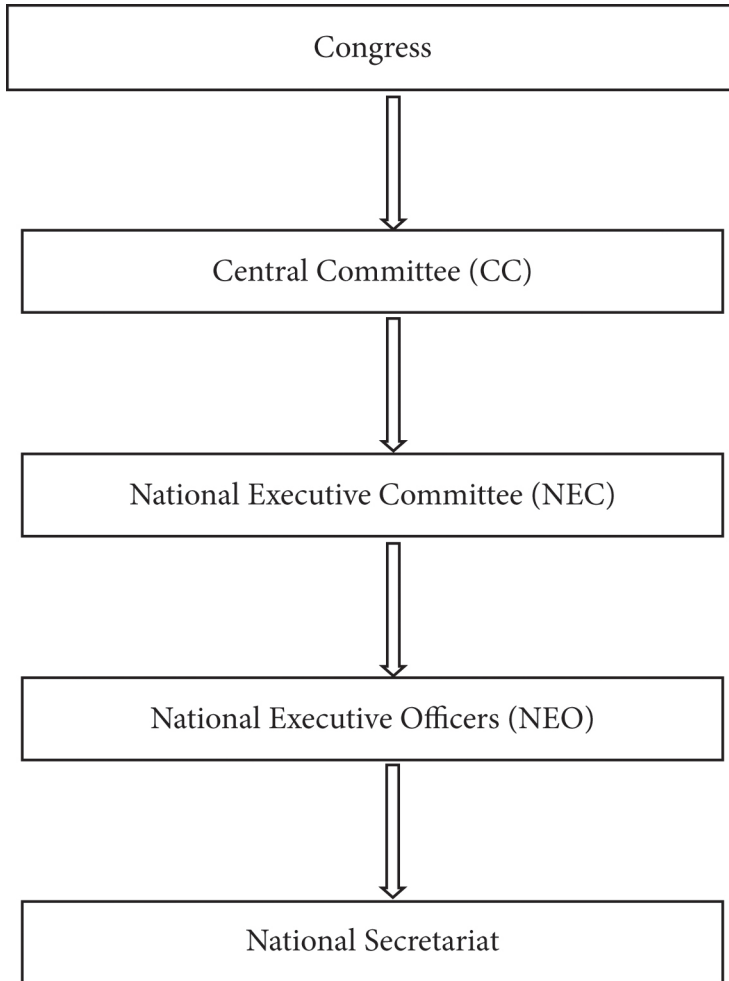 Congress
Central Committee (CC)
National Executive Committee (NEC)
National Executive Officers (NEO)
National Secretariat